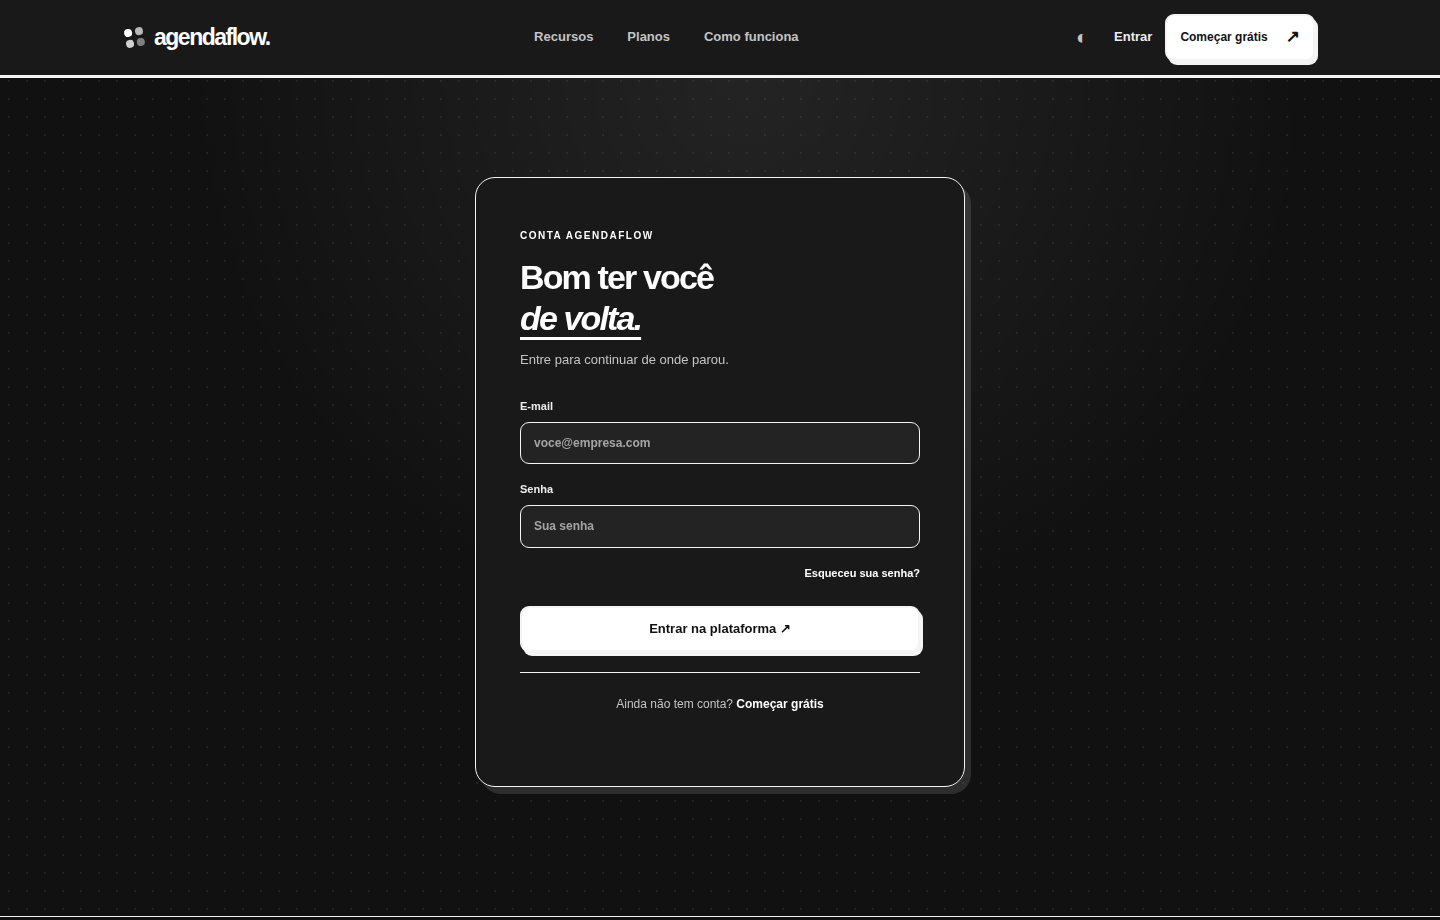 agendaflow.
Recursos
Planos
Como funciona
Entrar
Começar grátis ↗
CONTA AGENDAFLOW
Bom ter você
de volta.
Entre para continuar de onde parou.
E-mail
voce@empresa.com
Senha
Sua senha
Esqueceu sua senha?
Entrar na plataforma ↗
Ainda não tem conta? Começar grátis